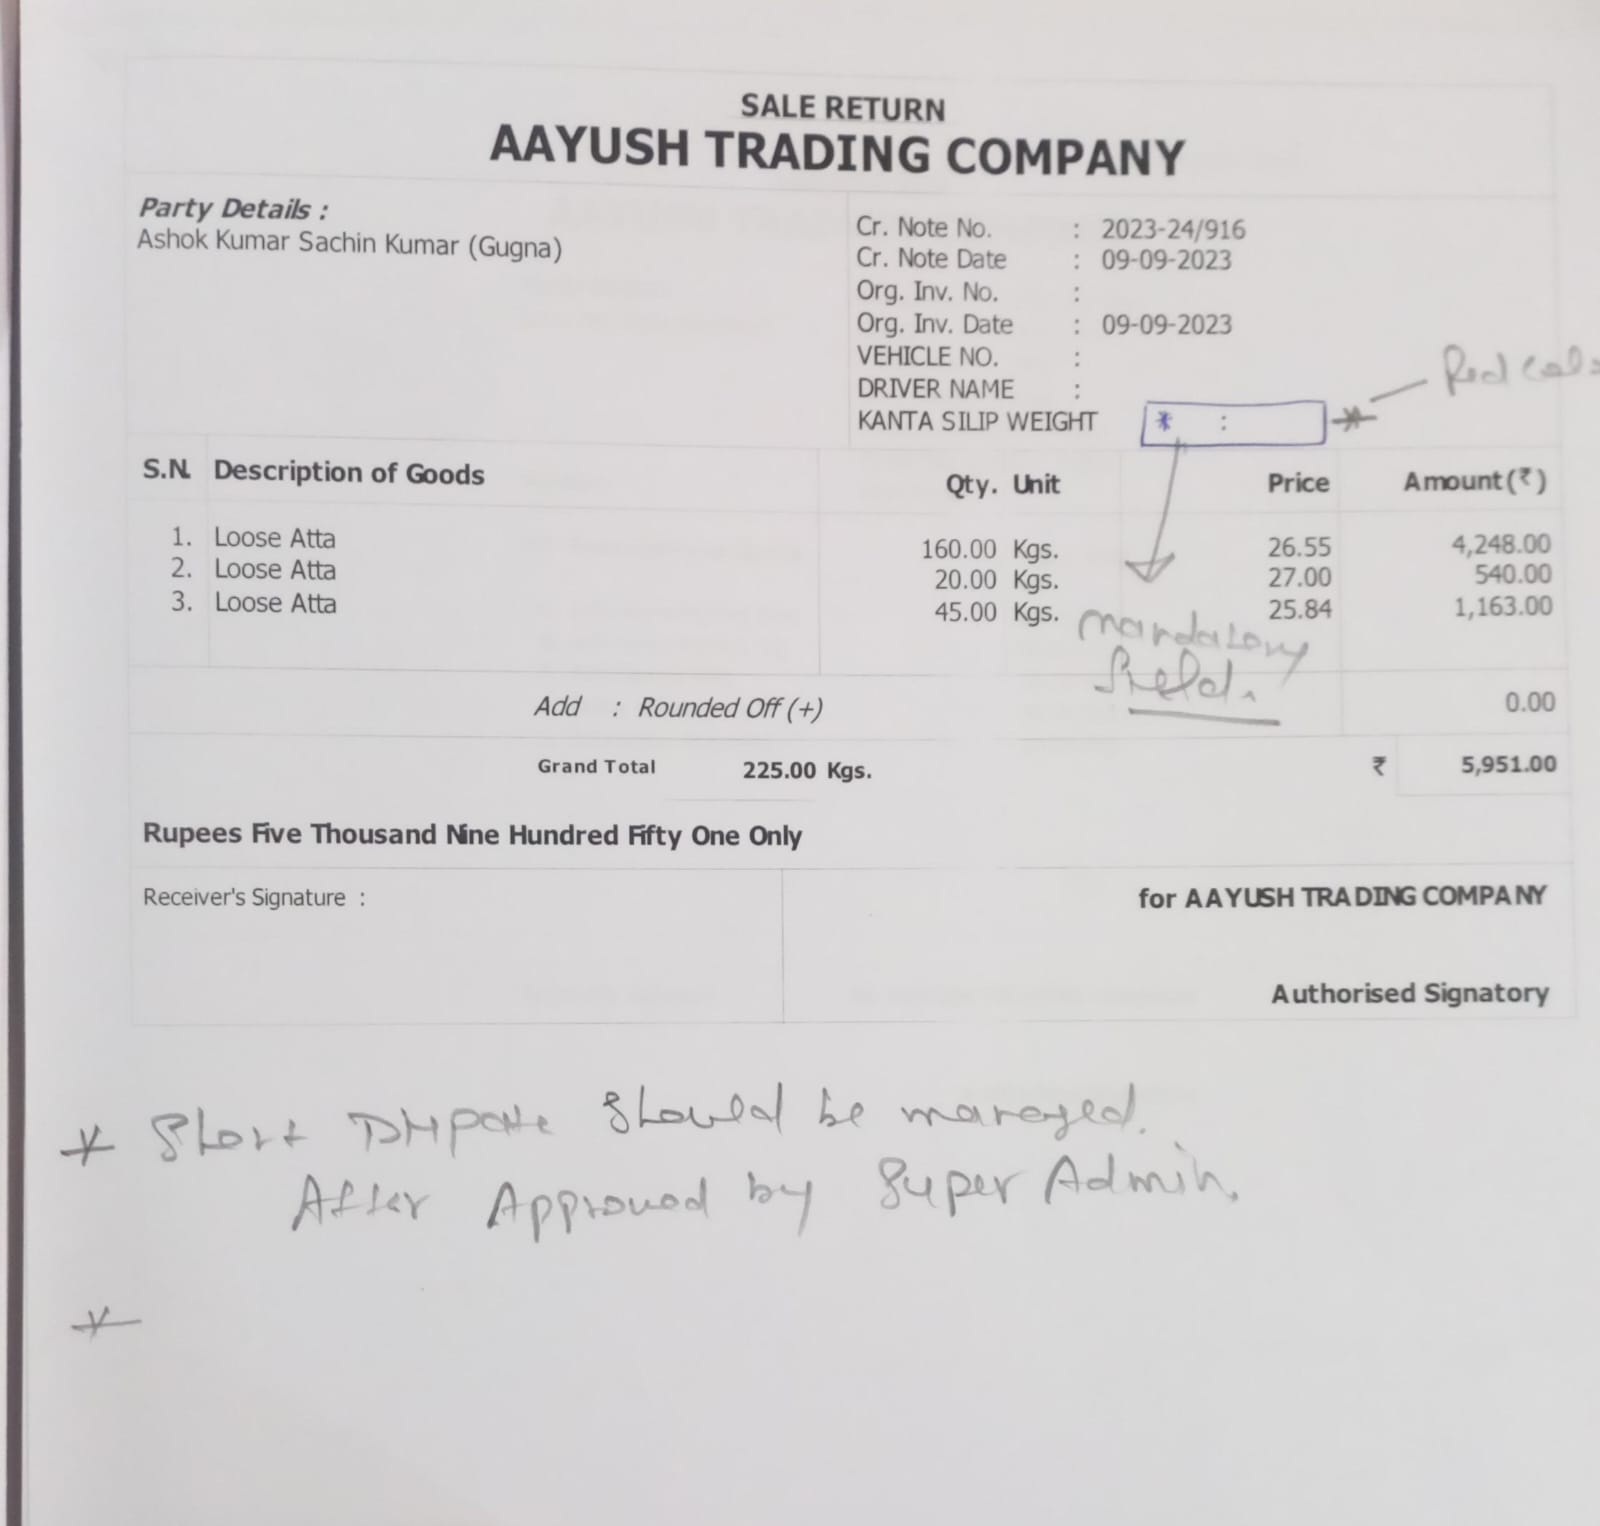 SALE RETURN
AAYUSH TRADING COMPANY
Party Details :
Ashok Kumar Sachin Kumar (Gugna)
Cr. Note No. : 2023-24/916
Cr. Note Date : 09-09-2023
Org. Inv. No. :
Org. Inv. Date : 09-09-2023
VEHICLE NO. :
DRIVER NAME :
KANTA SILIP WEIGHT * : *
Red
S.N. Description of Goods Qty. Unit Price Amount(₹)
1. Loose Atta 160.00 Kgs. 26.55 4,248.00
2. Loose Atta 20.00 Kgs. 27.00 540.00
3. Loose Atta 45.00 Kgs. 25.84 1,163.00
mandatory
field.
Add : Rounded Off (+) 0.00
Grand Total 225.00 Kgs. ₹ 5,951.00
Rupees Five Thousand Nine Hundred Fifty One Only
Receiver's Signature :
for AAYUSH TRADING COMPANY
Authorised Signatory
* Short should be managed.
After Approved by Super Admin.
*